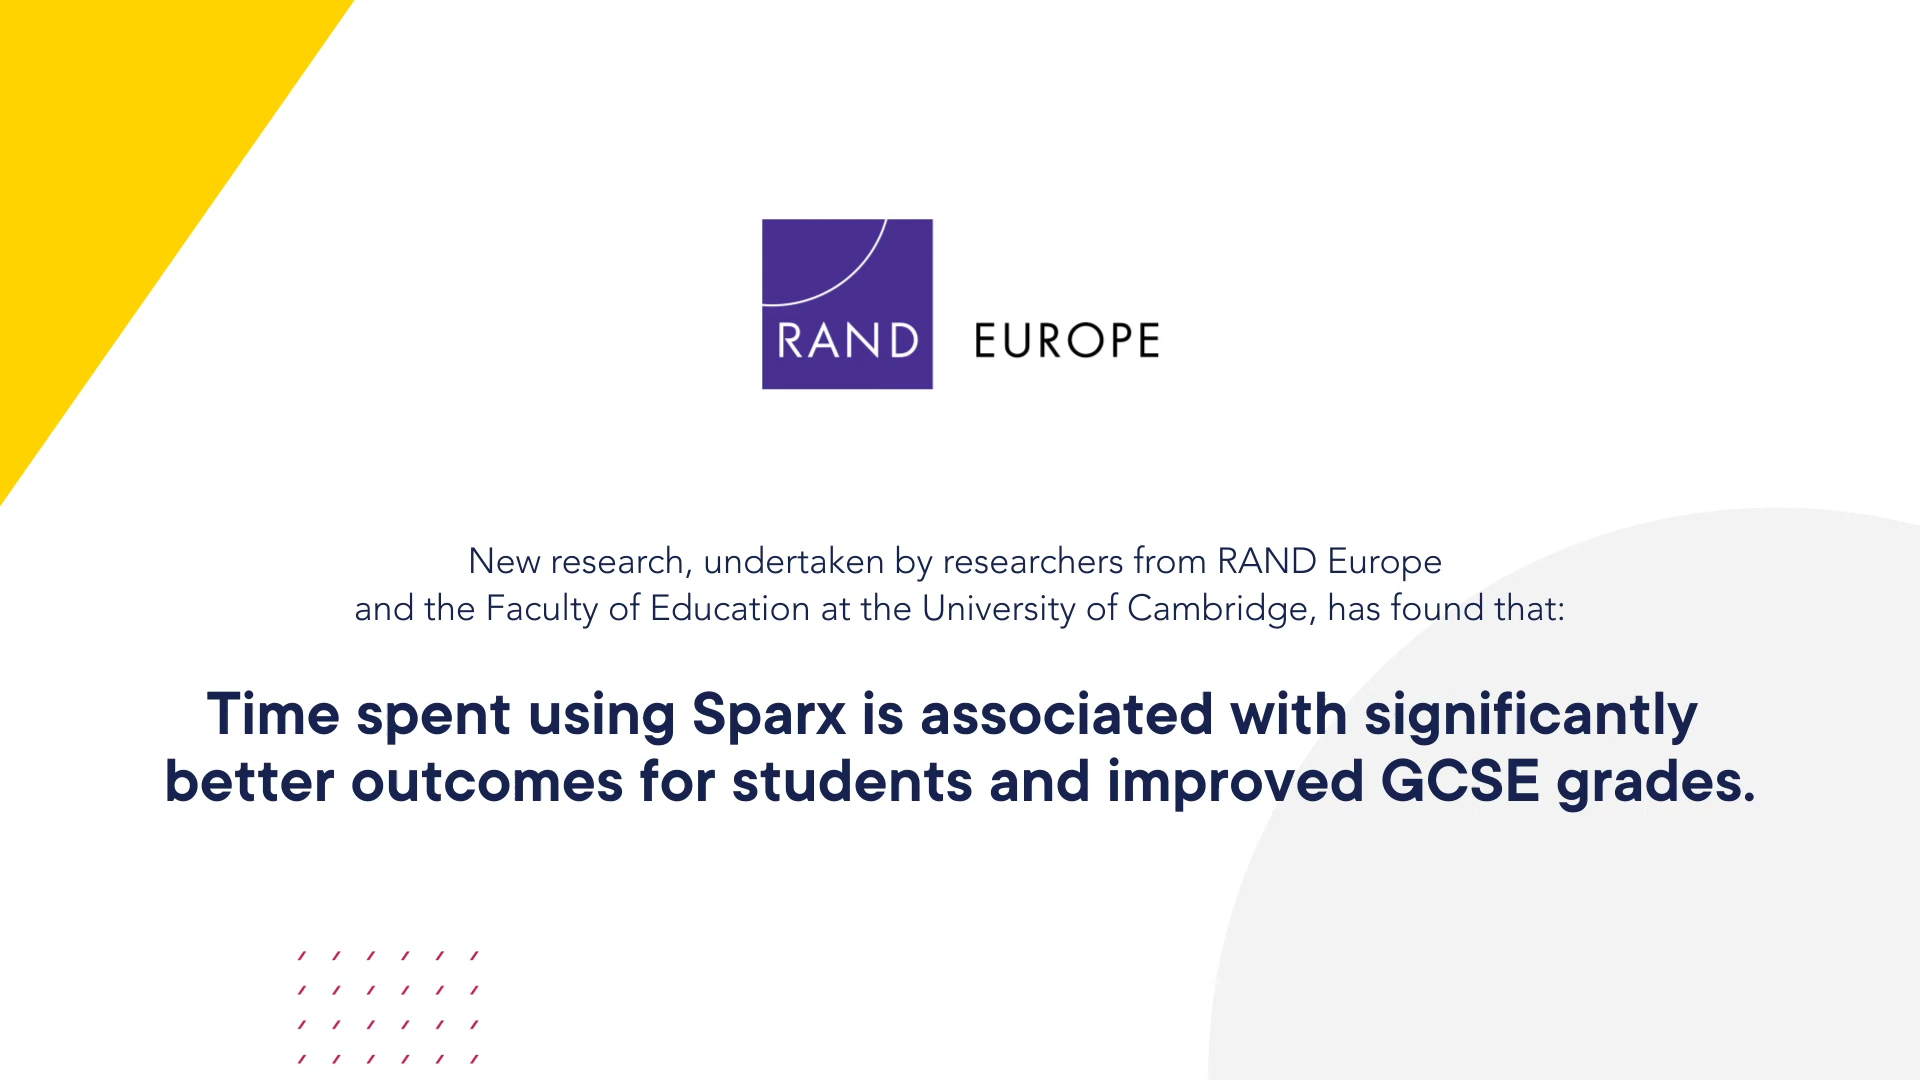 RAND EUROPE
New research, undertaken by researchers from RAND Europe
and the Faculty of Education at the University of Cambridge, has found that:
Time spent using Sparx is associated with significantly
better outcomes for students and improved GCSE grades.